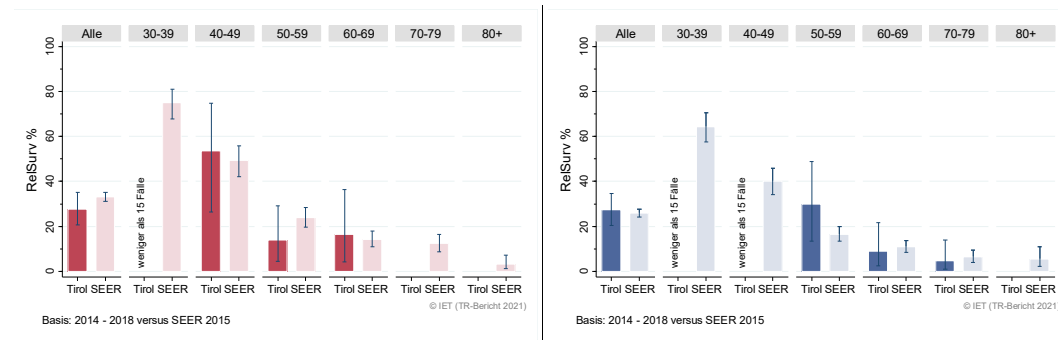 Alle 30-39 40-49 50-59 60-69 70-79 80+
100
80
60
40
20
0
RelSurv %
weniger als 15 Fälle
Tirol SEER Tirol SEER Tirol SEER Tirol SEER Tirol SEER Tirol SEER Tirol SEER
© IET (TR-Bericht 2021)
Basis: 2014 - 2018 versus SEER 2015
Alle 30-39 40-49 50-59 60-69 70-79 80+
100
80
60
40
20
0
RelSurv %
weniger als 15 Fälle
weniger als 15 Fälle
Tirol SEER Tirol SEER Tirol SEER Tirol SEER Tirol SEER Tirol SEER Tirol SEER
© IET (TR-Bericht 2021
Basis: 2014 - 2018 versus SEER 2015